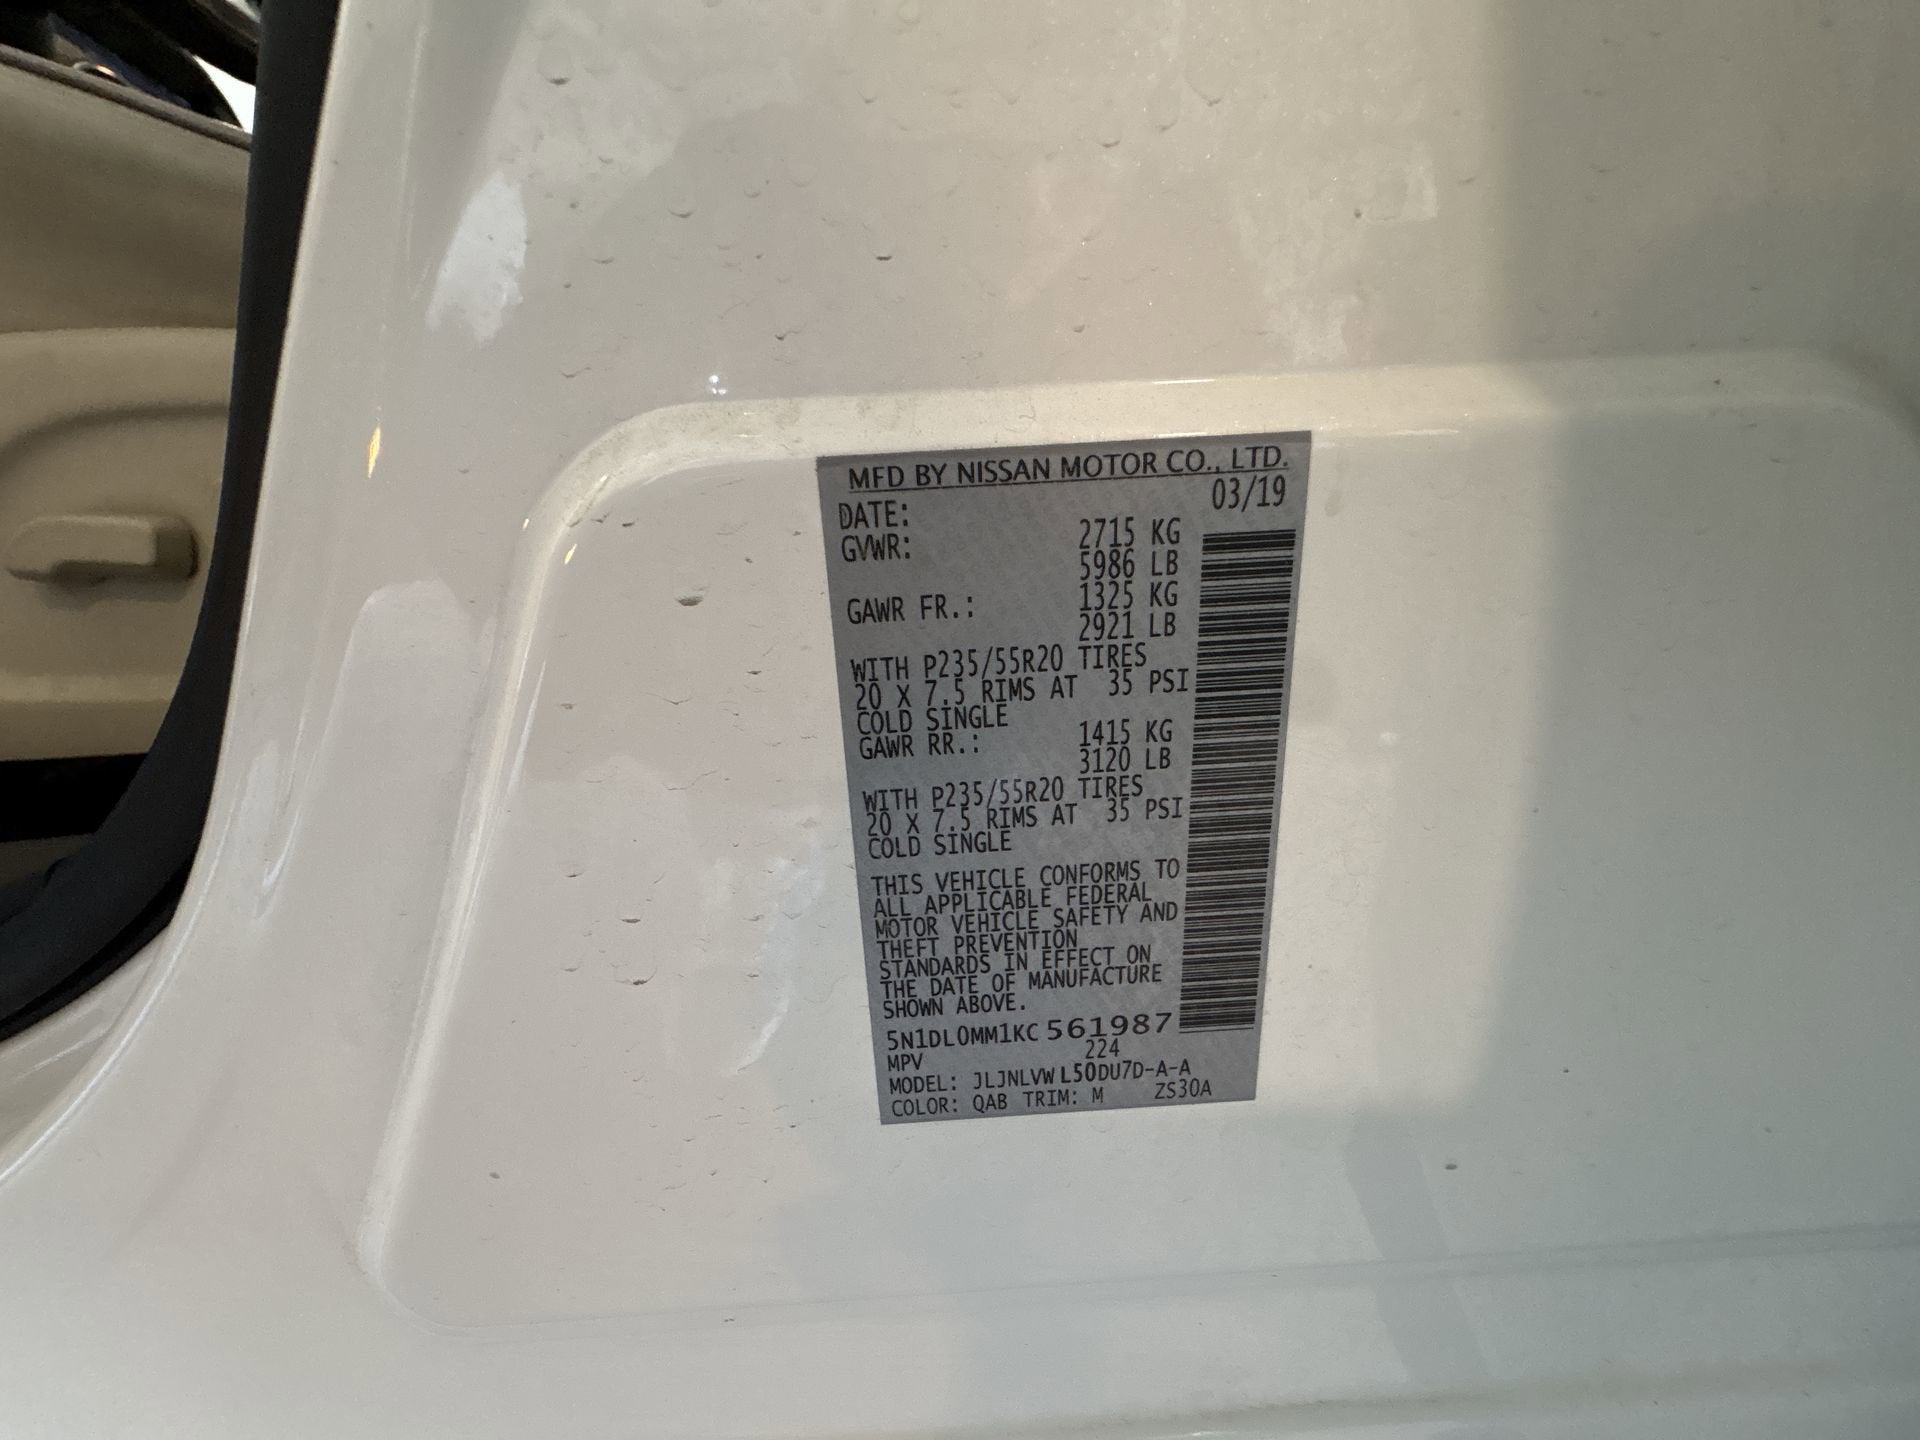 MFD BY NISSAN MOTOR CO., LTD.
DATE: 03/19
GVWR: 2715 KG
5986 LB
GAWR FR.: 1325 KG
2921 LB
WITH P235/55R20 TIRES
20 X 7.5 RIMS AT 35 PSI
COLD SINGLE
GAWR RR.: 1415 KG
3120 LB
WITH P235/55R20 TIRES
20 X 7.5 RIMS AT 35 PSI
COLD SINGLE
THIS VEHICLE CONFORMS TO
ALL APPLICABLE FEDERAL
MOTOR VEHICLE SAFETY AND
THEFT PREVENTION
STANDARDS IN EFFECT ON
THE DATE OF MANUFACTURE
SHOWN ABOVE.
5N1DL0MM1KC 561987
MPV 224
MODEL: JLJNLVW L50DU7D-A-A
COLOR: QAB TRIM: M ZS30A